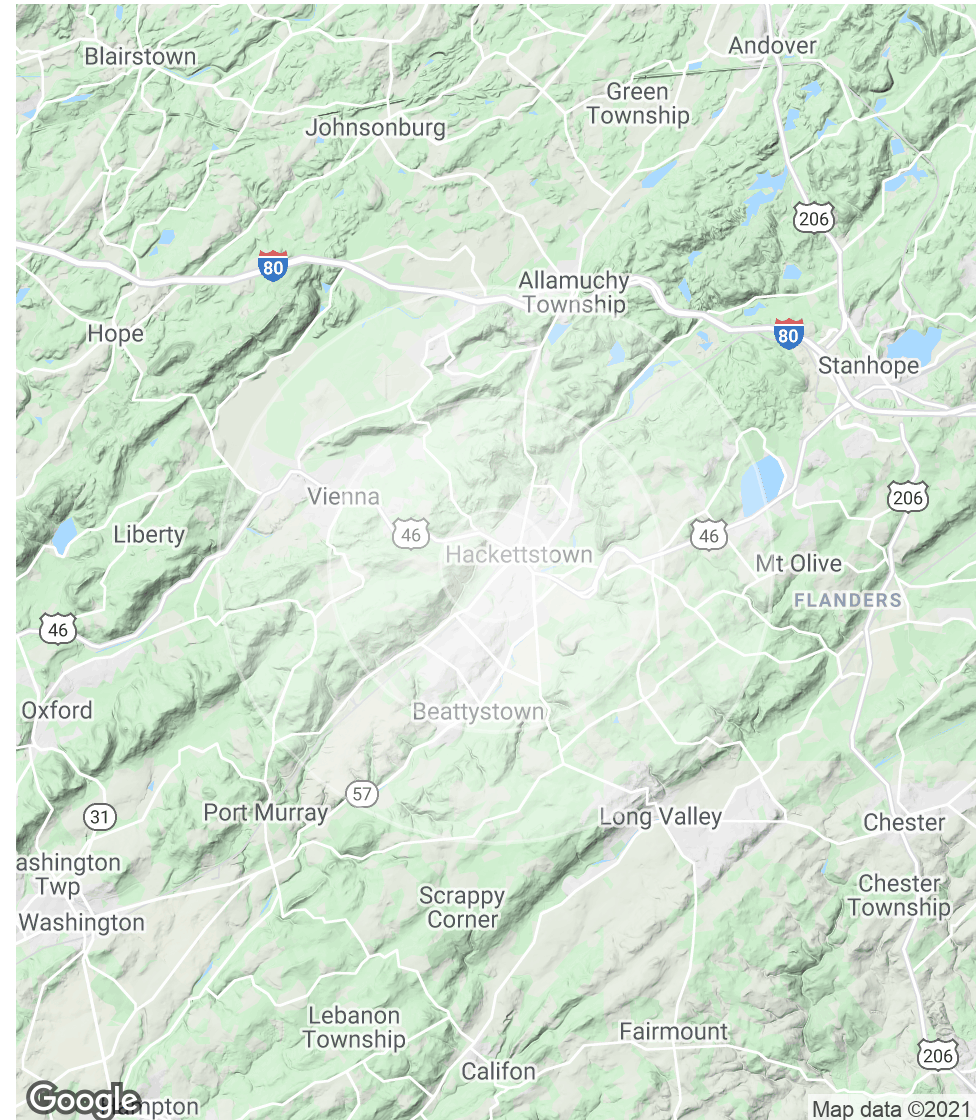 Andover
Blairstown
Green
Township
Johnsonburg
206
80
Allamuchy
Township
Hope
80
Stanhope
Vienna
206
Liberty
46
46
Hackettstown
Mt Olive
FLANDERS
46
Oxford
Beattystown
57
31
Port Murray
Long Valley
Chester
ashington
Twp
Chester
Township
Scrappy
Corner
Washington
Lebanon
Township
Fairmount
206
Califon
Google
Hampton
Map data ©2021